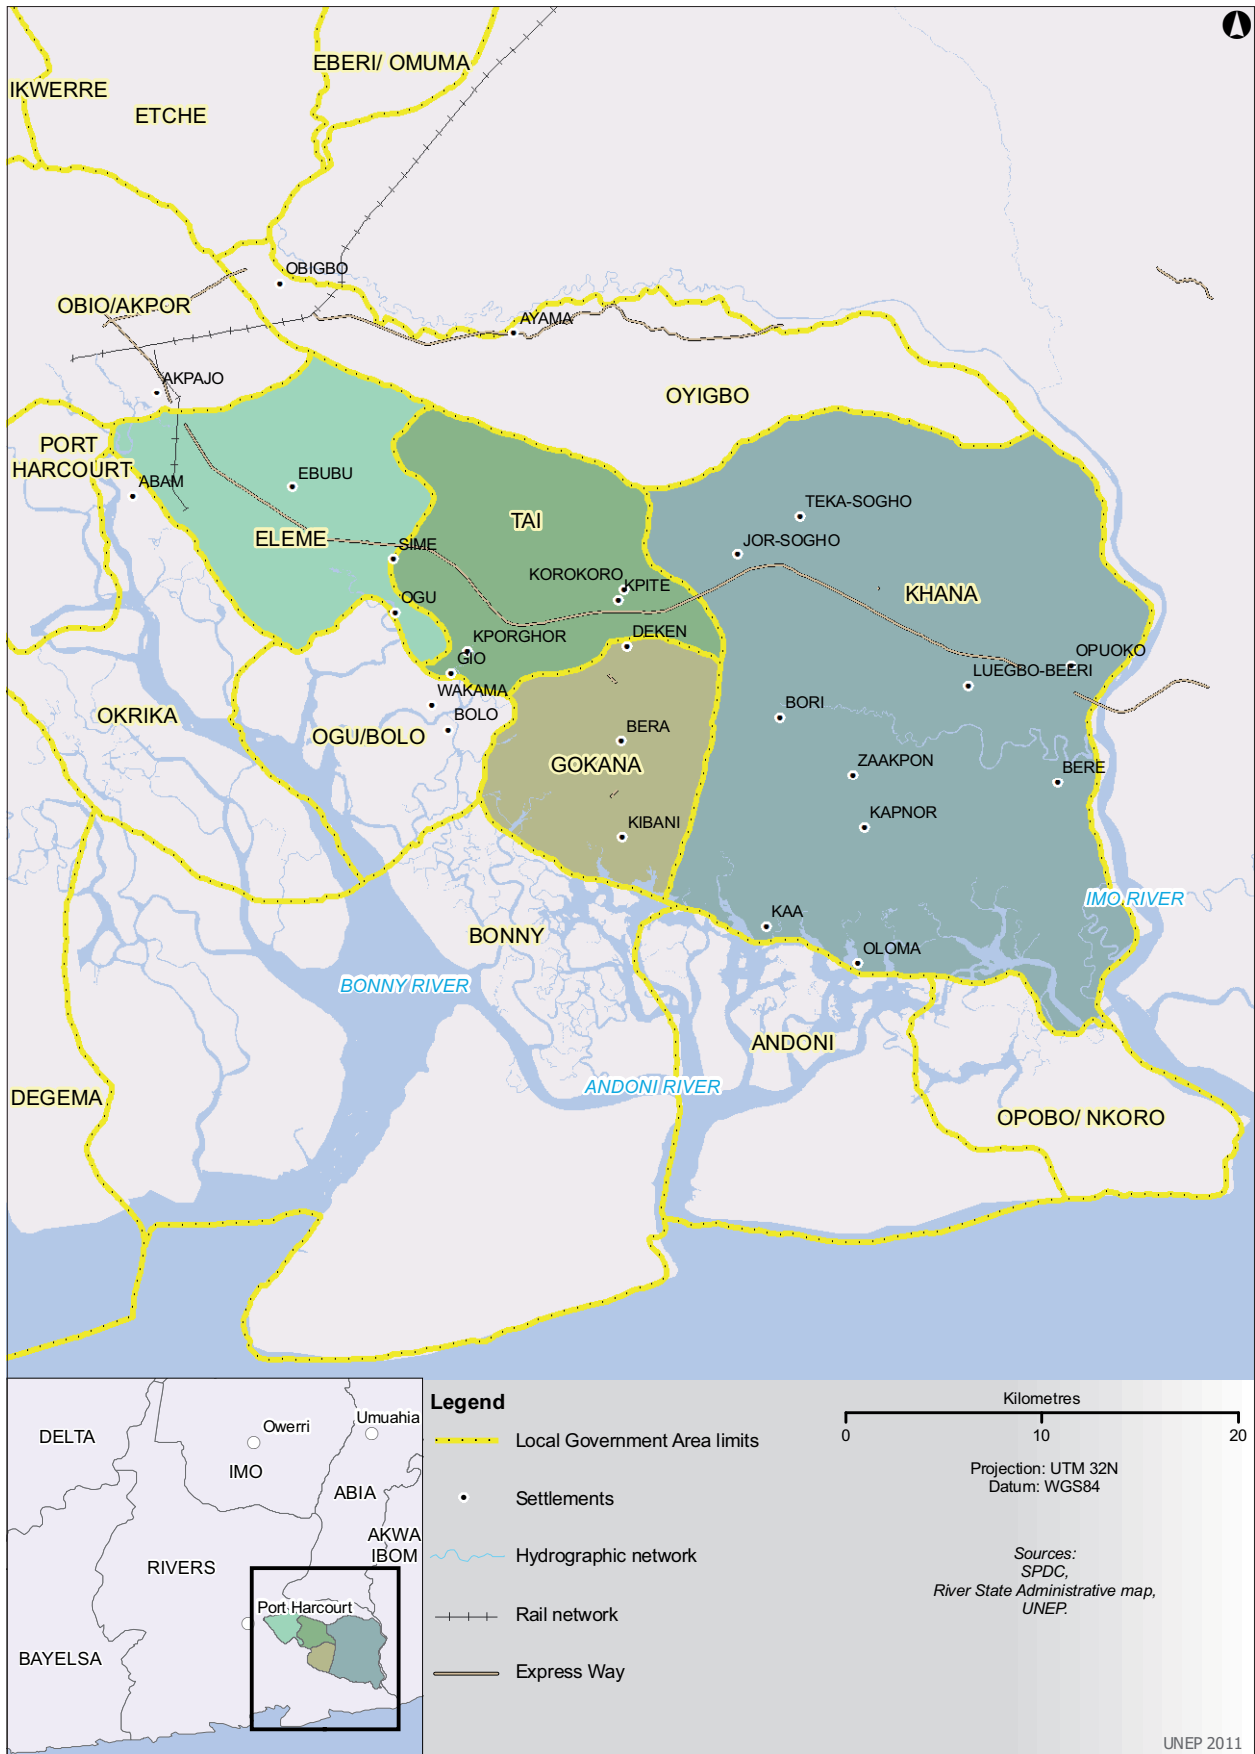 EBERI/ OMUMA
IKWERRE
ETCHE
OBIGBO
OBIO/AKPOR
AYAMA
AKPAJO
OYIGBO
PORT
HARCOURT
ABAM
EBUBU
TEKA-SOGHO
TAI
ELEME
SIME
JOR-SOGHO
KOROKORO
KPITE
KHANA
OGU
DEKEN
KPORGHOR
GIO
OPUOKO
LUEGBO-BEERI
WAKAMA
BORI
OKRIKA
BOLO
OGU/BOLO
BERA
GOKANA
ZAAKPON
BERE
KIBANI
KAPNOR
IMO RIVER
KAA
BONNY
OLOMA
BONNY RIVER
ANDONI
ANDONI RIVER
DEGEMA
OPOBO/ NKORO
DELTA
Owerri
Umuahia
IMO
ABIA
AKWA
IBOM
RIVERS
Port Harcourt
BAYELSA
Legend
Local Government Area limits
Settlements
Hydrographic network
Rail network
Express Way
Kilometres
0 10 20
Projection: UTM 32N
Datum: WGS84
Sources:
SPDC,
River State Administrative map,
UNEP.
UNEP 2011